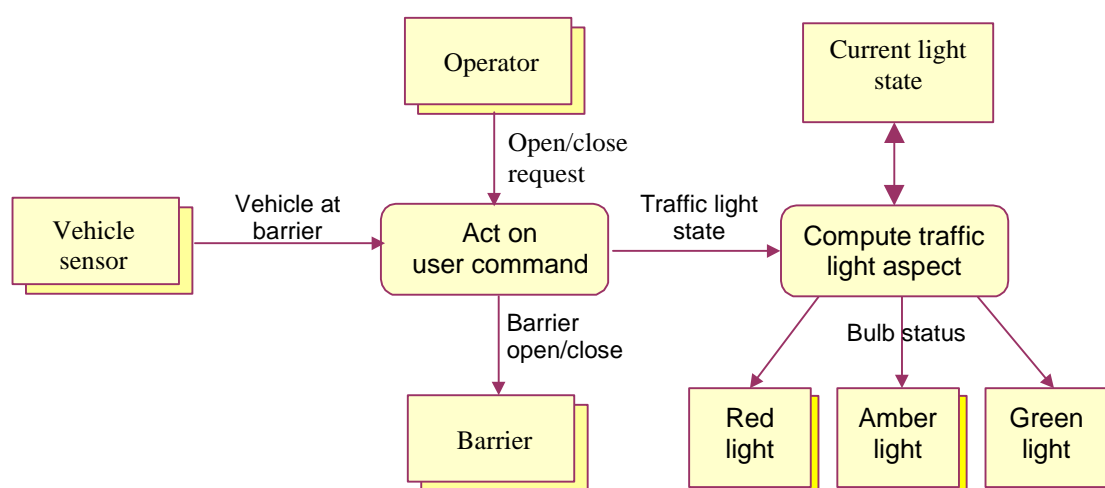 Operator
Current light
state
Open/close
request
Vehicle
sensor
Vehicle at
barrier
Act on
user command
Traffic light
state
Compute traffic
light aspect
Barrier
open/close
Bulb status
Barrier
Red
light
Amber
light
Green
light